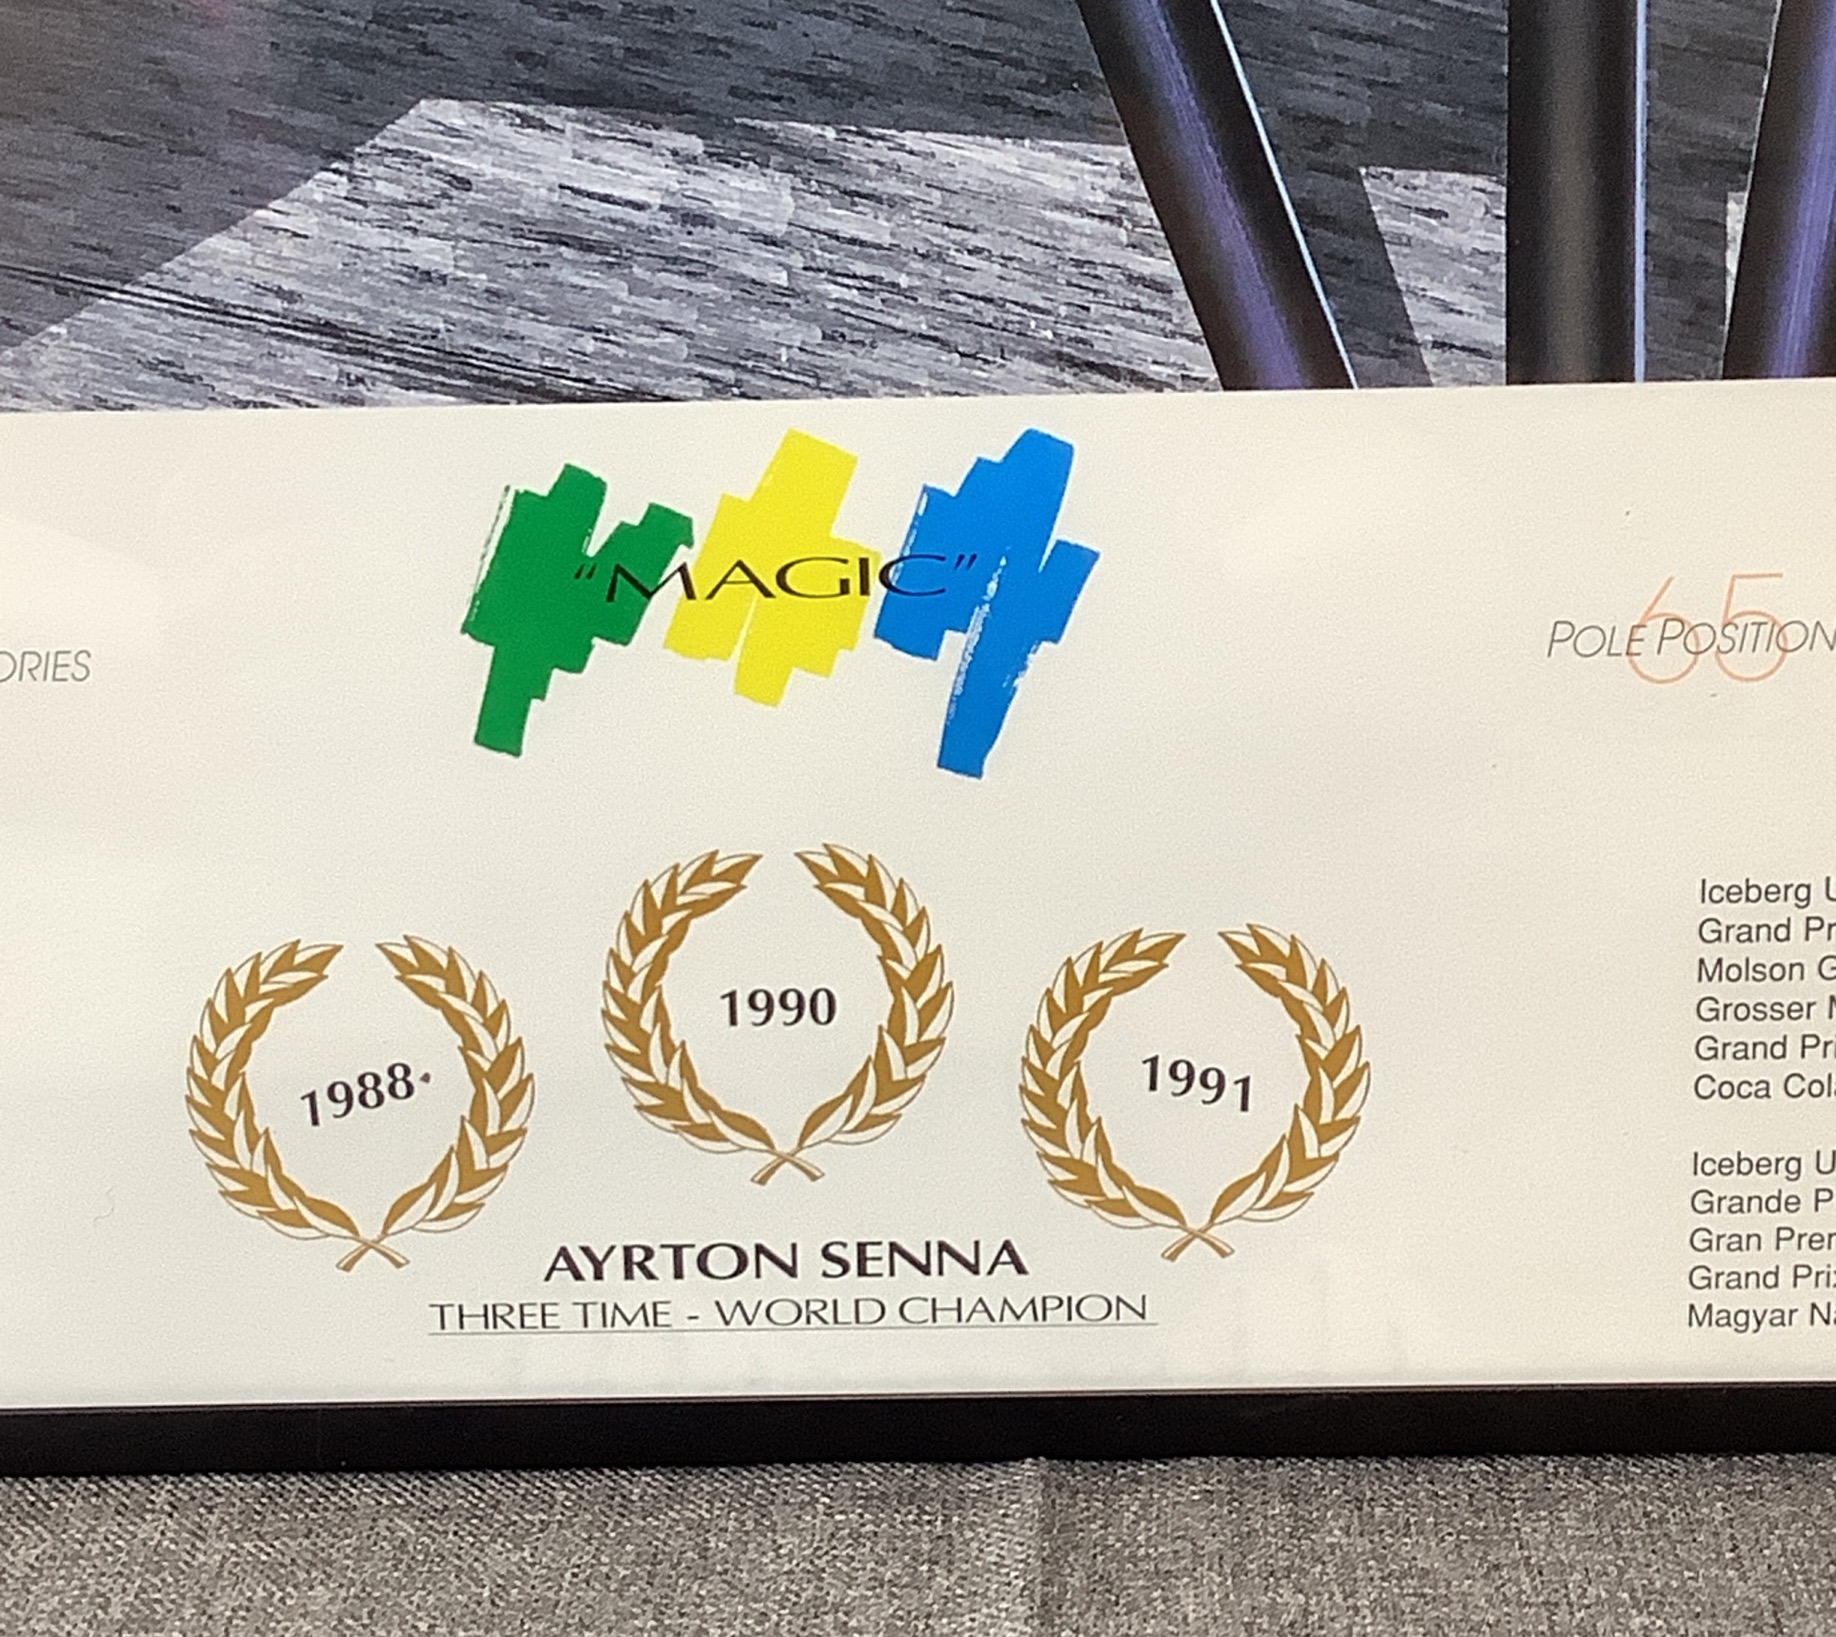 "MAGIC"
65
POLE POSITION
1988
1990
1991
AYRTON SENNA
THREE TIME - WORLD CHAMPION
Iceberg
Grand
Molson
Grosser
Grand
Coca
Iceberg
Grande
Gran
Grand
Magyar